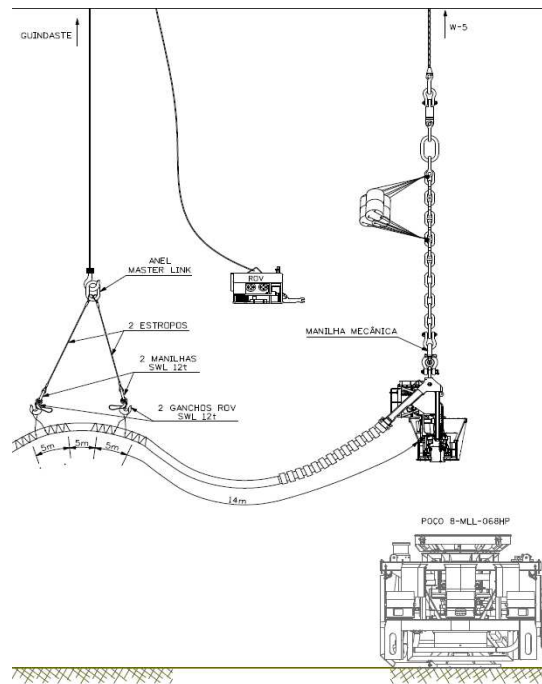 GUINDASTE
W-5
ANEL
MASTER LINK
ROV
2 ESTROPOS
MANILHA MECÂNICA
2 MANILHAS
SWL 12t
2 GANCHOS ROV
SWL 12t
5m
5m
5m
14m
POÇO 8-MLL-068HP